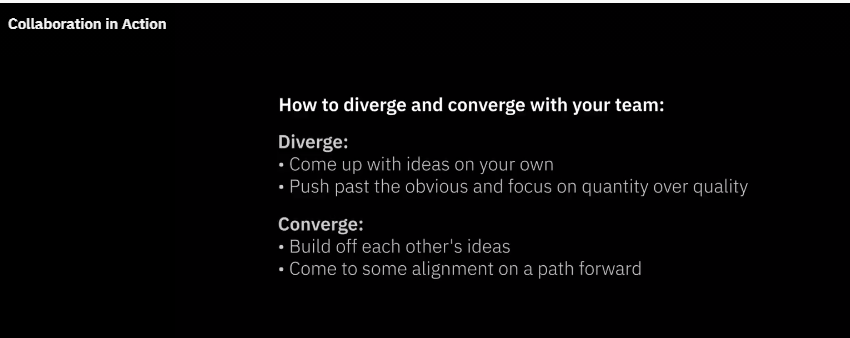 Collaboration in Action
How to diverge and converge with your team:
Diverge:
• Come up with ideas on your own
• Push past the obvious and focus on quantity over quality
Converge:
• Build off each other's ideas
• Come to some alignment on a path forward